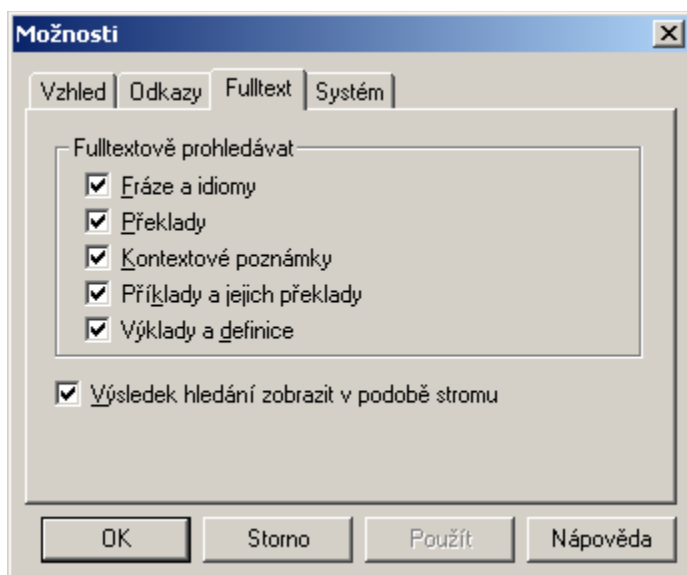 Možnosti
Vzhled Odkazy Fulltext Systém
Fulltextově prohledávat
Fráze a idiomy
Překlady
Kontextové poznámky
Příklady a jejich překlady
Výklady a definice
Výsledek hledání zobrazit v podobě stromu
OK Storno Použít Nápověda